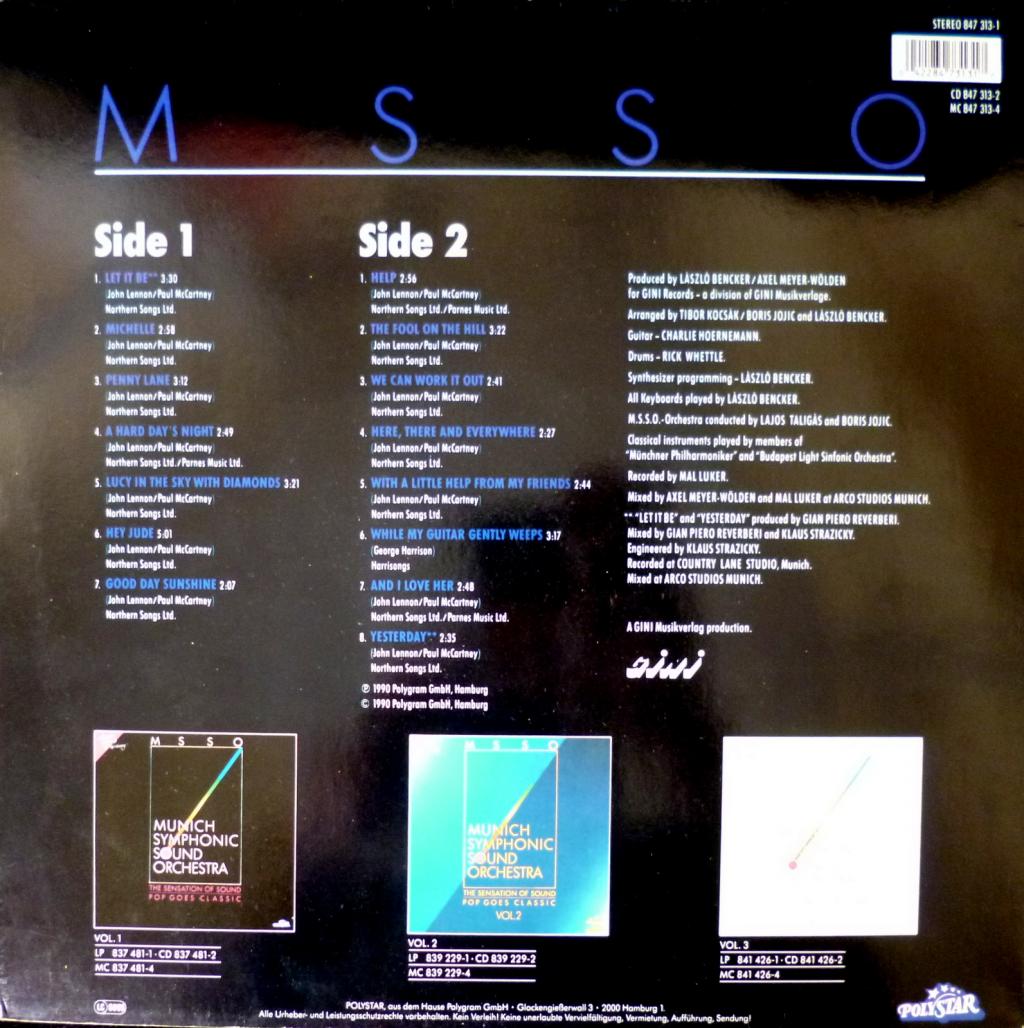 STEREO 847 313-1
CD 847 313-2
MC 847 313-4
M S S O
Side 1
1. LET IT BE** 3:30
(John Lennon/Paul McCartney)
Northern Songs Ltd.
2. MICHELLE 2:58
(John Lennon/Paul McCartney)
Northern Songs Ltd.
3. PENNY LANE 3:12
(John Lennon/Paul McCartney)
Northern Songs Ltd.
4. A HARD DAY'S NIGHT 2:49
(John Lennon/Paul McCartney)
Northern Songs Ltd./Parnes Music Ltd.
5. LUCY IN THE SKY WITH DIAMONDS 3:21
(John Lennon/Paul McCartney)
Northern Songs Ltd.
6. HEY JUDE 5:01
(John Lennon/Paul McCartney)
Northern Songs Ltd.
7. GOOD DAY SUNSHINE 2:07
(John Lennon/Paul McCartney)
Northern Songs Ltd.
Side 2
1. HELP 2:56
(John Lennon/Paul McCartney)
Northern Songs Ltd./Parnes Music Ltd.
2. THE FOOL ON THE HILL 3:22
(John Lennon/Paul McCartney)
Northern Songs Ltd.
3. WE CAN WORK IT OUT 2:41
(John Lennon/Paul McCartney)
Northern Songs Ltd.
4. HERE, THERE AND EVERYWHERE 2:27
(John Lennon/Paul McCartney)
Northern Songs Ltd.
5. WITH A LITTLE HELP FROM MY FRIENDS 2:44
(John Lennon/Paul McCartney)
Northern Songs Ltd.
6. WHILE MY GUITAR GENTLY WEEPS 3:17
(George Harrison)
Harrisongs
7. AND I LOVE HER 2:48
(John Lennon/Paul McCartney)
Northern Songs Ltd./Parnes Music Ltd.
8. YESTERDAY** 2:35
(John Lennon/Paul McCartney)
Northern Songs Ltd.
℗ 1990 Polygram GmbH, Hamburg
© 1990 Polygram GmbH, Hamburg
Produced by LÀSZLÒ BENCKER/AXEL MEYER-WÖLDEN
for GINI Records - a division of GINI Musikverlage.
Arranged by TIBOR KOCSÀK/BORIS JOJIC and LÀSZLÒ BENCKER.
Guitar - CHARLIE HOERNEMANN.
Drums - RICK WHETTLE.
Synthesizer programming - LÀSZLÒ BENCKER.
All Keyboards played by LÀSZLÒ BENCKER.
M.S.S.O.-Orchestra conducted by LAJOS TALIGÀS and BORIS JOJIC.
Classical instruments played by members of
"Münchner Philharmoniker" and "Budapest Light Sinfonic Orchestra".
Recorded by MAL LUKER.
Mixed by AXEL MEYER-WÖLDEN and MAL LUKER at ARCO STUDIOS MUNICH.
** "LET IT BE" and "YESTERDAY" produced by GIAN PIERO REVERBERI.
Mixed by GIAN PIERO REVERBERI and KLAUS STRAZICKY.
Engineered by KLAUS STRAZICKY.
Recorded at COUNTRY LANE STUDIO, Munich.
Mixed at ARCO STUDIOS MUNICH.
A GINI Musikverlag production.
gini
M S S O
MUNICH
SYMPHONIC
SOUND
ORCHESTRA
THE SENSATION OF SOUND
POP GOES CLASSIC
VOL. 1
LP 837 481-1 · CD 837 481-2
MC 837 481-4
M S S O
MUNICH
SYMPHONIC
SOUND
ORCHESTRA
THE SENSATION OF SOUND
POP GOES CLASSIC
VOL.2
VOL. 2
LP 839 229-1 · CD 839 229-2
MC 839 229-4
VOL. 3
LP 841 426-1 · CD 841 426-2
MC 841 426-4
LC
POLYSTAR, aus dem Hause Polygram GmbH · Glockengießerwall 3 · 2000 Hamburg 1.
Alle Urheber- und Leistungsschutzrechte vorbehalten. Kein Verleih! Keine unerlaubte Vervielfältigung, Vermietung, Aufführung, Sendung!
POLYSTAR